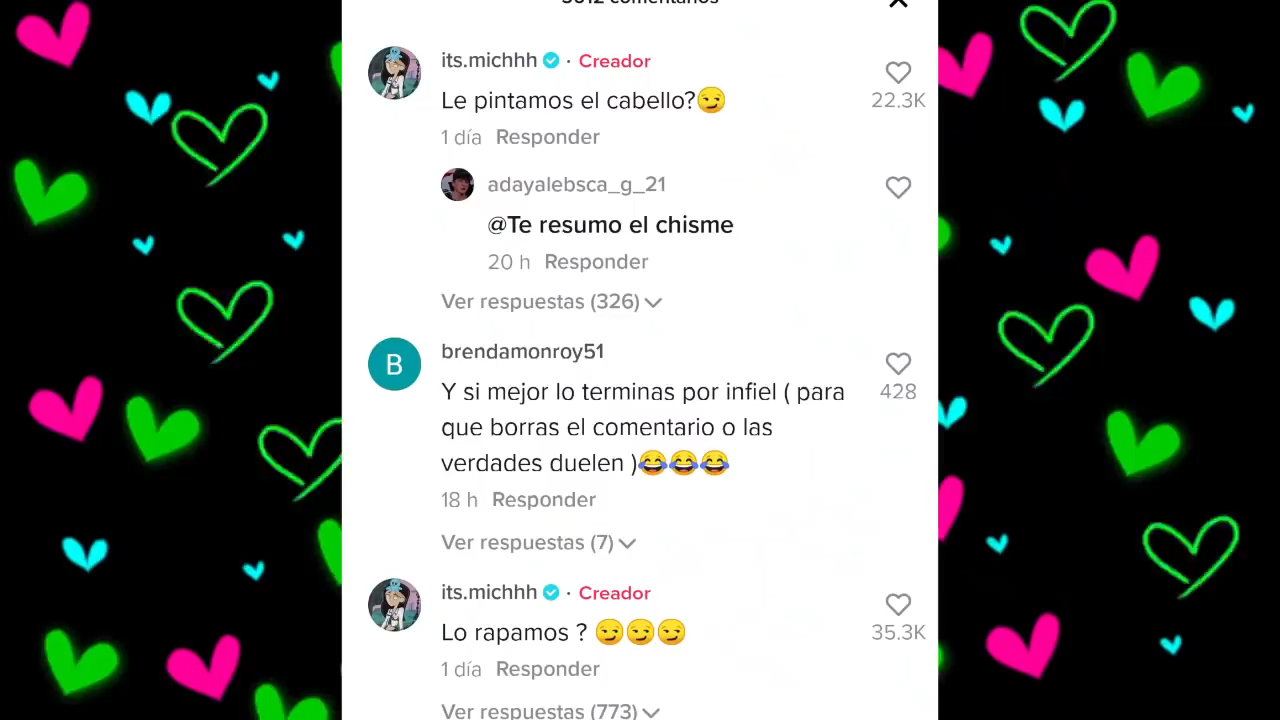 3612 comentarios
its.michhh · Creador
Le pintamos el cabello?😏
22.3K
1 día Responder
adayalebsca_g_21
@Te resumo el chisme
20 h Responder
Ver respuestas (326)
B
brendamonroy51
Y si mejor lo terminas por infiel ( para
428
que borras el comentario o las
verdades duelen )😂😂😂
18 h Responder
Ver respuestas (7)
its.michhh · Creador
Lo rapamos ? 😏😏😏
35.3K
1 día Responder
Ver respuestas (773)